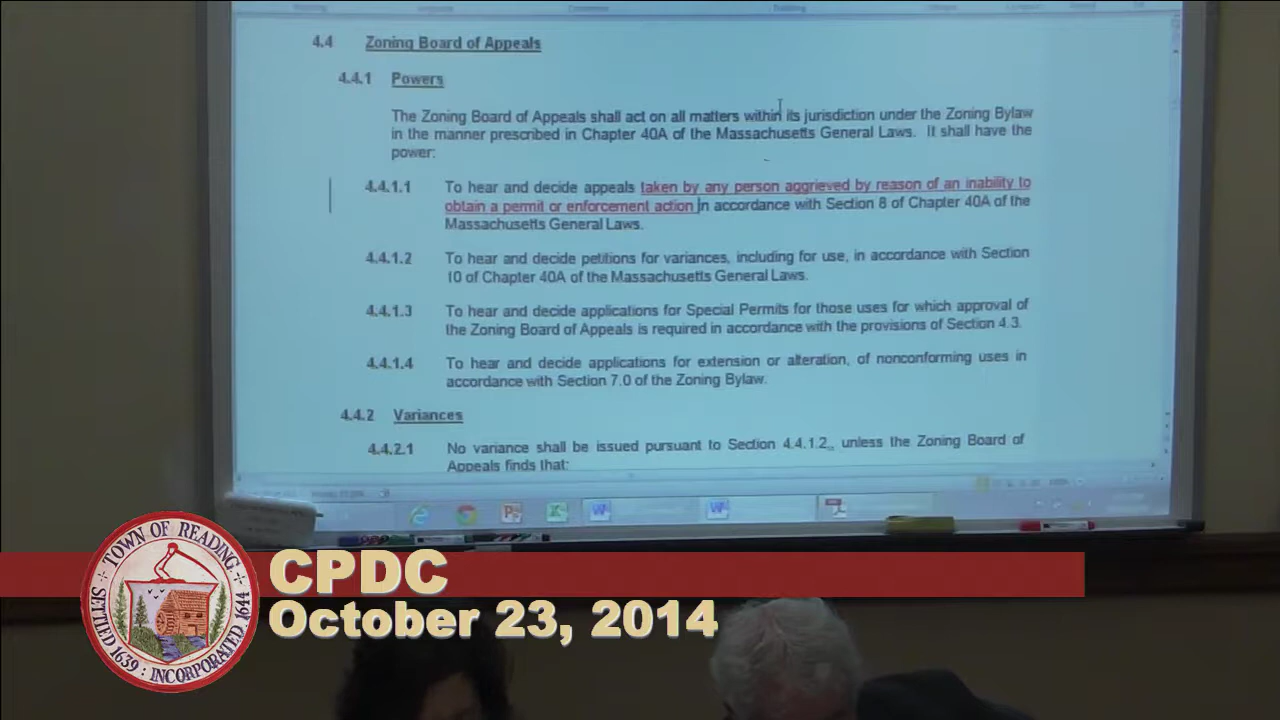 4.4 Zoning Board of Appeals
4.4.1 Powers
The Zoning Board of Appeals shall act on all matters within its jurisdiction under the Zoning Bylaw
in the manner prescribed in Chapter 40A of the Massachusetts General Laws. It shall have the
power:
4.4.1.1 To hear and decide appeals taken by any person aggrieved by reason of an inability to
obtain a permit or enforcement action in accordance with Section 8 of Chapter 40A of the
Massachusetts General Laws.
4.4.1.2 To hear and decide petitions for variances, including for use, in accordance with Section
10 of Chapter 40A of the Massachusetts General Laws.
4.4.1.3 To hear and decide applications for Special Permits for those uses for which approval of
the Zoning Board of Appeals is required in accordance with the provisions of Section 4.3.
4.4.1.4 To hear and decide applications for extension or alteration, of nonconforming uses in
accordance with Section 7.0 of the Zoning Bylaw.
4.4.2 Variances
4.4.2.1 No variance shall be issued pursuant to Section 4.4.1.2,, unless the Zoning Board of
Appeals finds that:
TOWN OF READING
SETTLED 1639 : INCORPORATED 1644
CPDC
October 23, 2014